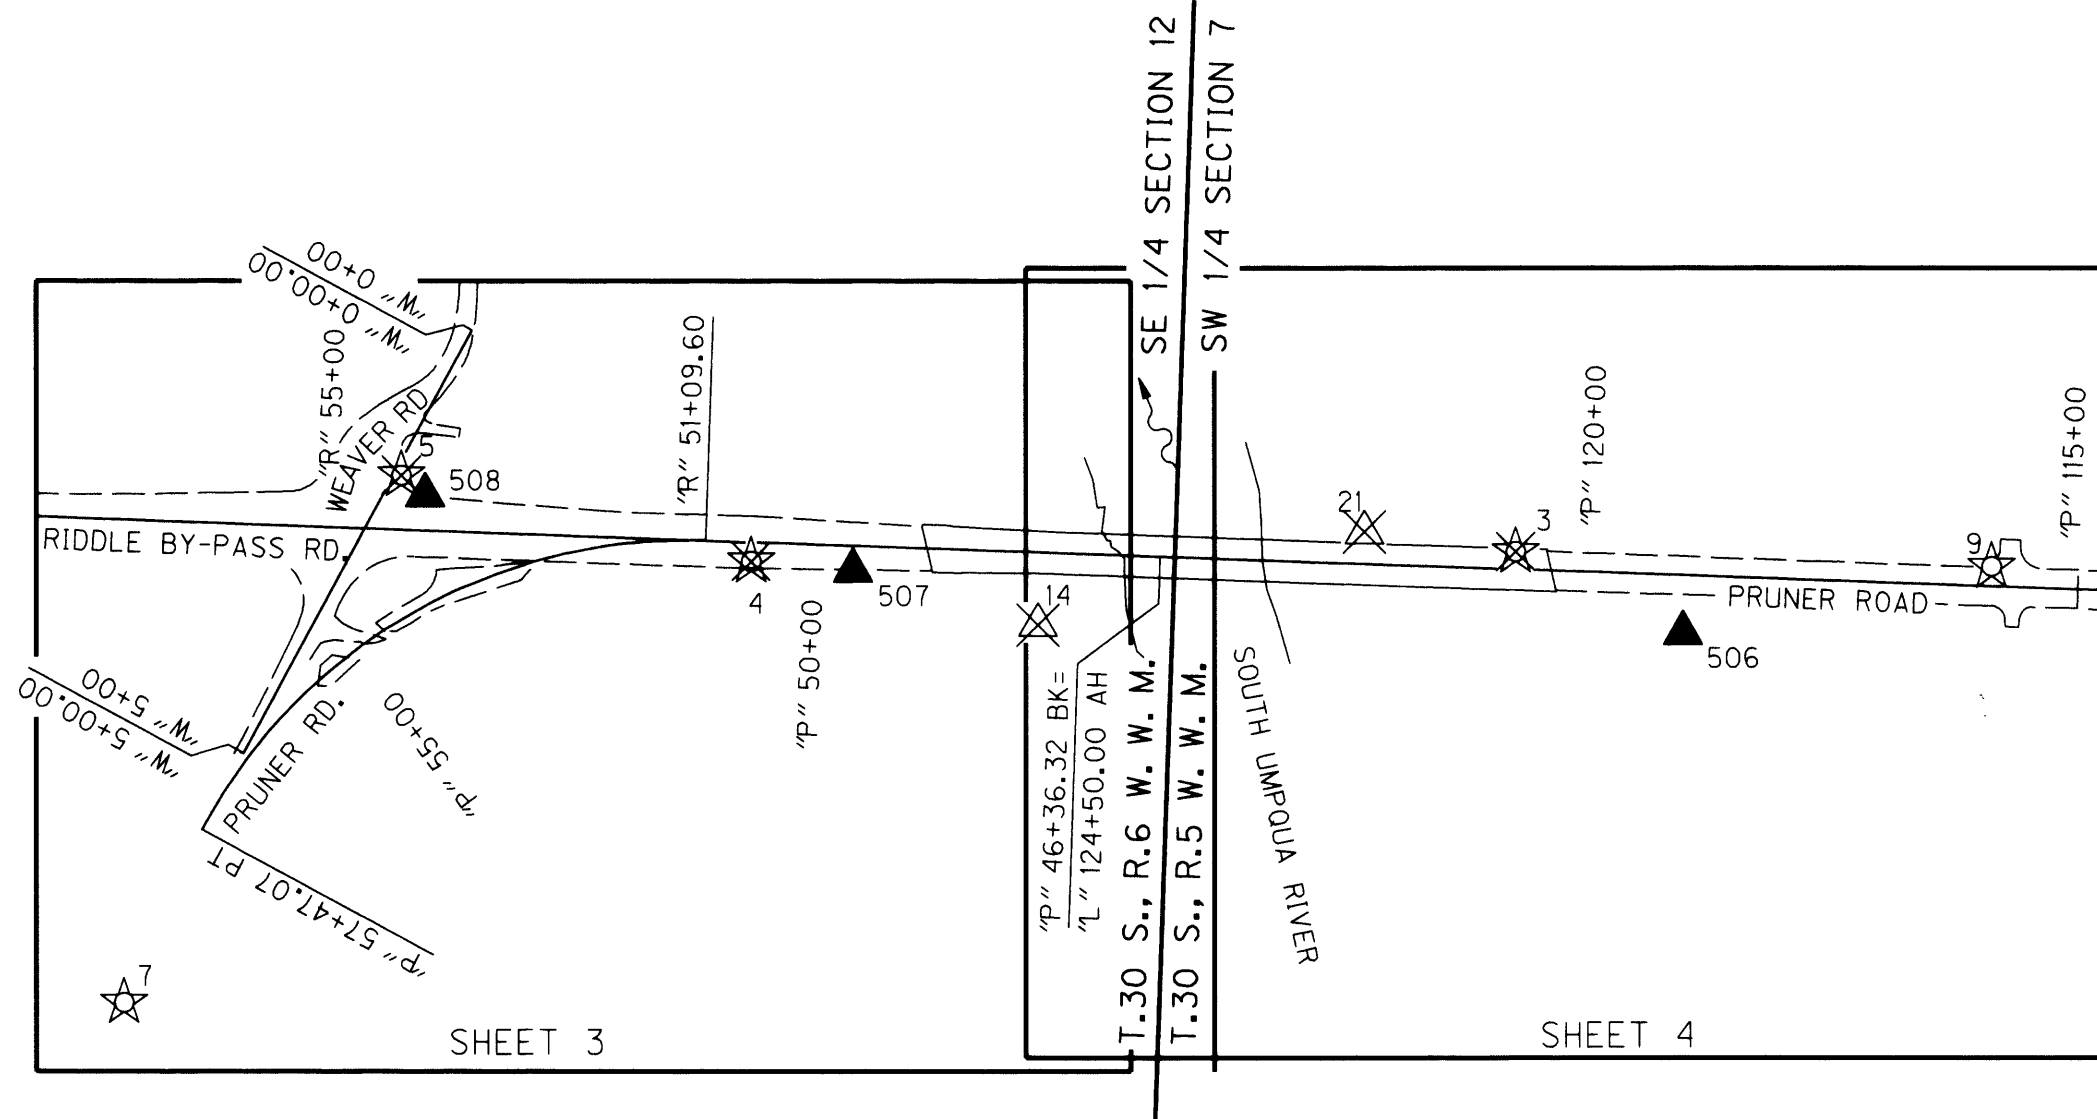 SE 1/4 SECTION 12
SW 1/4 SECTION 7
"W" 0+00
"W" 0+00.00
"R" 55+00
WEAVER RD
5
508
"R" 51+09.60
RIDDLE BY-PASS RD.
4
507
"P" 50+00
14
21
3
"P" 120+00
9
"P" 115+00
PRUNER ROAD
506
"W" 5+00
"W" 5+00.00
PRUNER RD.
"P" 55+00
"P" 57+47.07 PT
"P" 46+36.32 BK=
"L" 124+50.00 AH
T.30 S., R.6 W. W. M.
T.30 S., R.5 W. W. M.
SOUTH UMPQUA RIVER
7
SHEET 3
SHEET 4